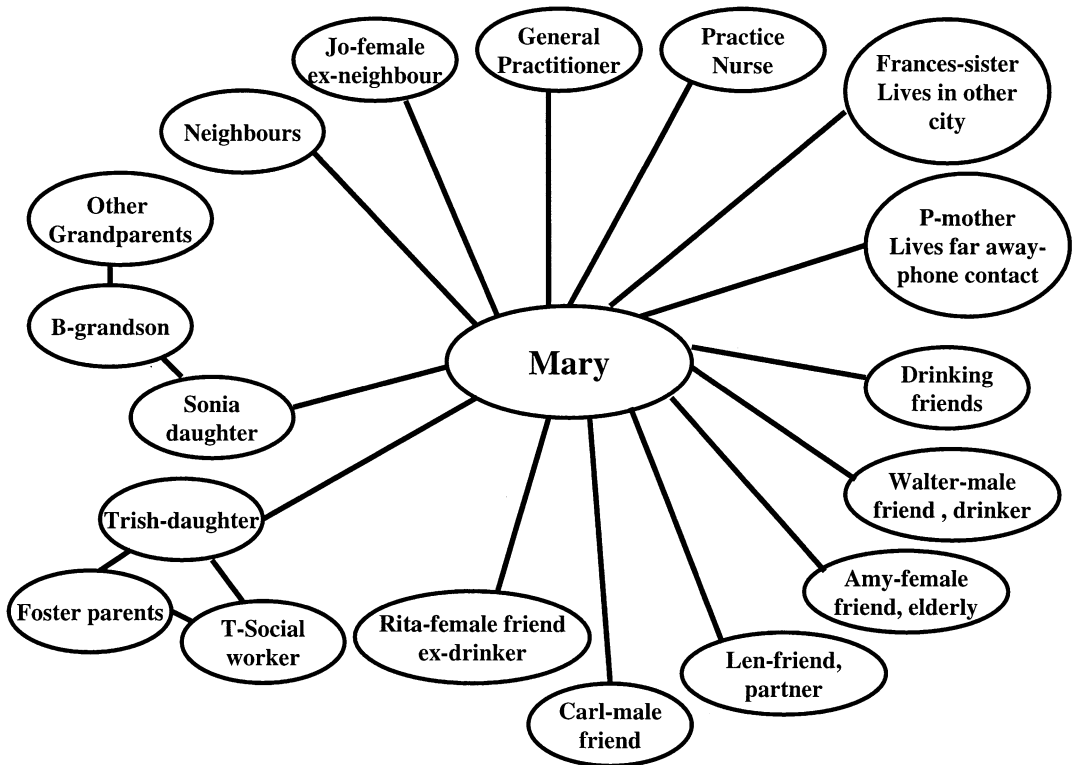 Jo-female
ex-neighbour
General
Practitioner
Practice
Nurse
Frances-sister
Lives in other
city
Neighbours
Other
Grandparents
P-mother
Lives far away-
phone contact
B-grandson
Mary
Drinking
friends
Sonia
daughter
Walter-male
friend , drinker
Trish-daughter
Amy-female
friend, elderly
Foster parents
T-Social
worker
Rita-female friend
ex-drinker
Len-friend,
partner
Carl-male
friend